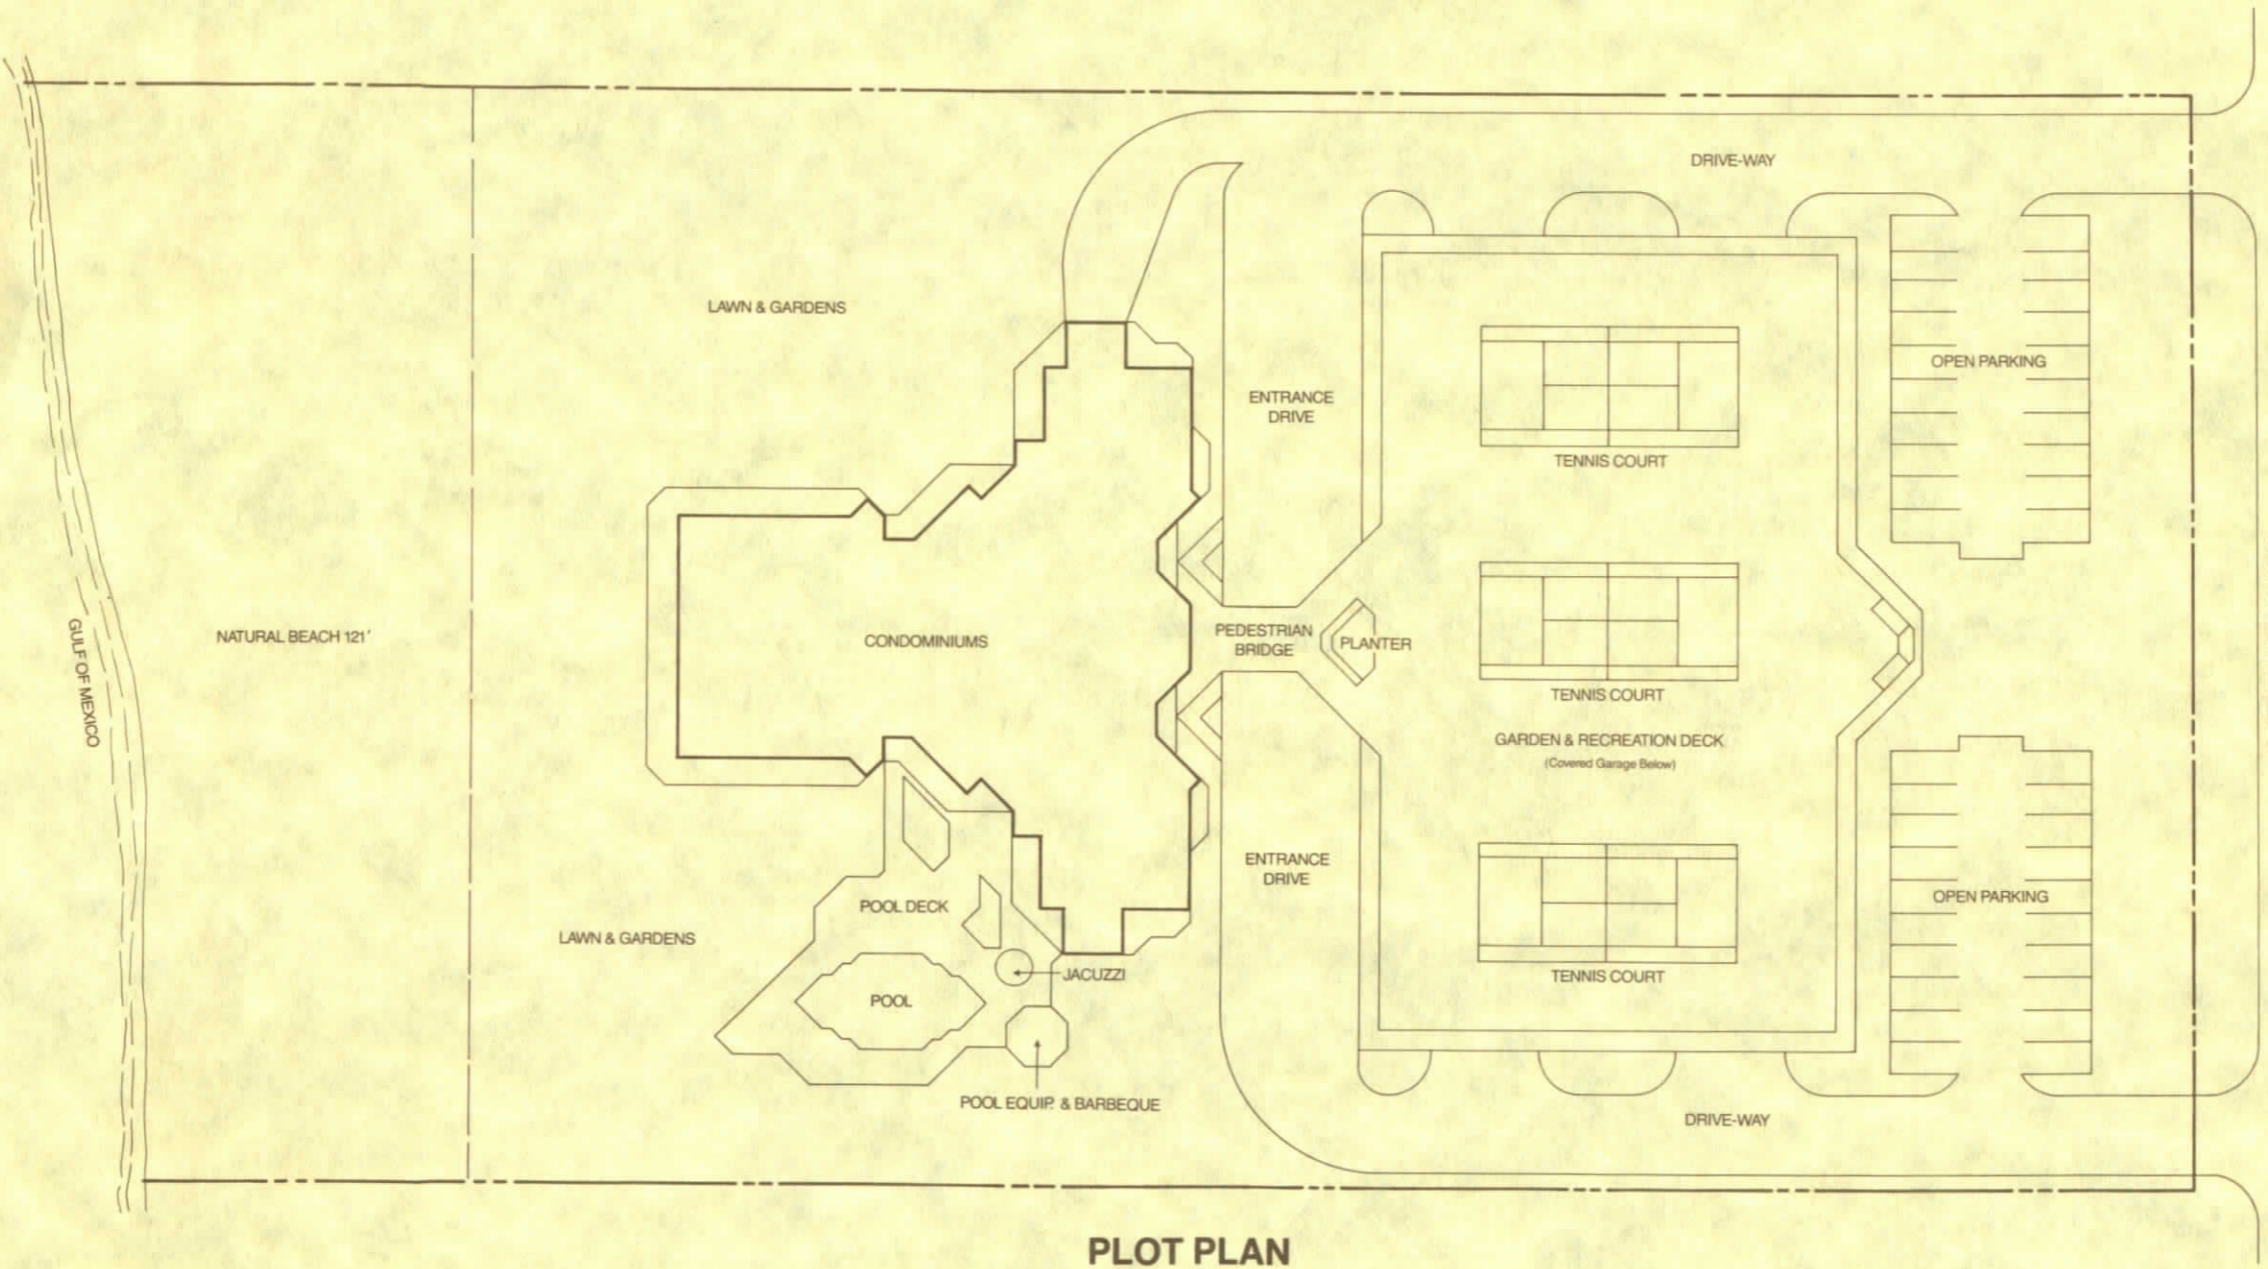 DRIVE-WAY
LAWN & GARDENS
OPEN PARKING
ENTRANCE
DRIVE
TENNIS COURT
GULF OF MEXICO
NATURAL BEACH 121'
CONDOMINIUMS
PEDESTRIAN
BRIDGE
PLANTER
TENNIS COURT
GARDEN & RECREATION DECK
(Covered Garage Below)
ENTRANCE
DRIVE
OPEN PARKING
POOL DECK
LAWN & GARDENS
JACUZZI
TENNIS COURT
POOL
POOL EQUIP. & BARBEQUE
DRIVE-WAY
PLOT PLAN